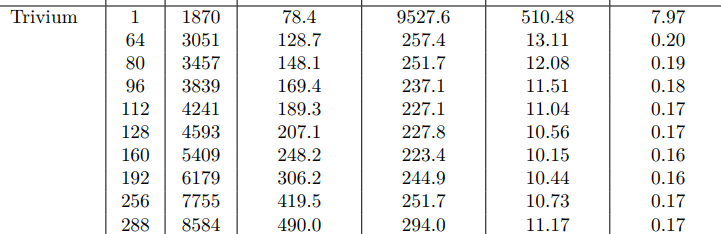 Trivium 1 1870 78.4 9527.6 510.48 7.97
64 3051 128.7 257.4 13.11 0.20
80 3457 148.1 251.7 12.08 0.19
96 3839 169.4 237.1 11.51 0.18
112 4241 189.3 227.1 11.04 0.17
128 4593 207.1 227.8 10.56 0.17
160 5409 248.2 223.4 10.15 0.16
192 6179 306.2 244.9 10.44 0.16
256 7755 419.5 251.7 10.73 0.17
288 8584 490.0 294.0 11.17 0.17